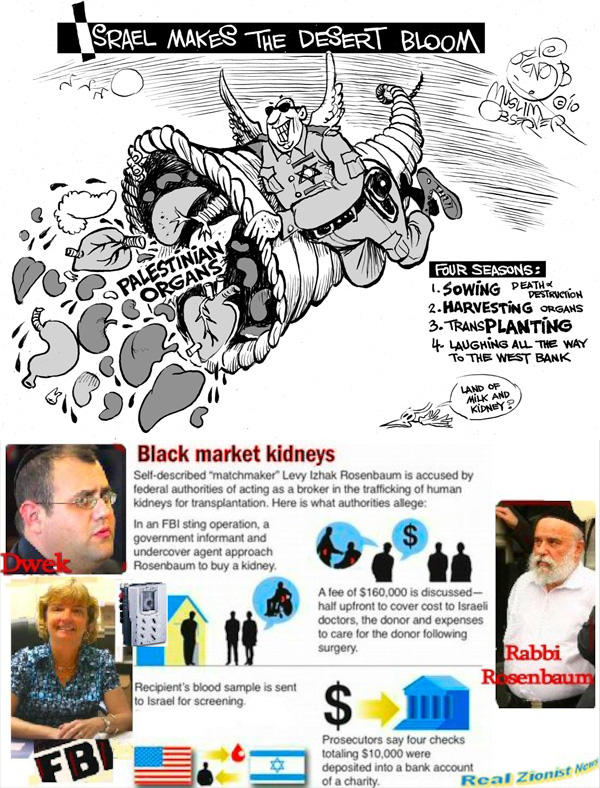 ISRAEL MAKES THE DESERT BLOOM
MUSLIM
OBSERVER
PALESTINIAN
ORGANS
FOUR SEASONS:
1. SOWING DEATH &
DESTRUCTION
2. HARVESTING ORGANS
3. TRANSPLANTING
4. LAUGHING ALL THE WAY
TO THE WEST BANK
LAND OF
MILK AND
KIDNEY?
Black market kidneys
Self-described "matchmaker" Levy Izhak Rosenbaum is accused by
federal authorities of acting as a broker in the trafficking of human
kidneys for transplantation. Here is what authorities allege:
In an FBI sting operation, a
government informant and
undercover agent approach
Rosenbaum to buy a kidney.
$
A fee of $160,000 is discussed—
half upfront to cover cost to Israeli
doctors, the donor and expenses
to care for the donor following
surgery.
Dwek
Rabbi
Rosenbaum
Recipient's blood sample is sent
to Israel for screening.
$
Prosecutors say four checks
totaling $10,000 were
deposited into a bank account
of a charity.
FBI
Real Zionist News